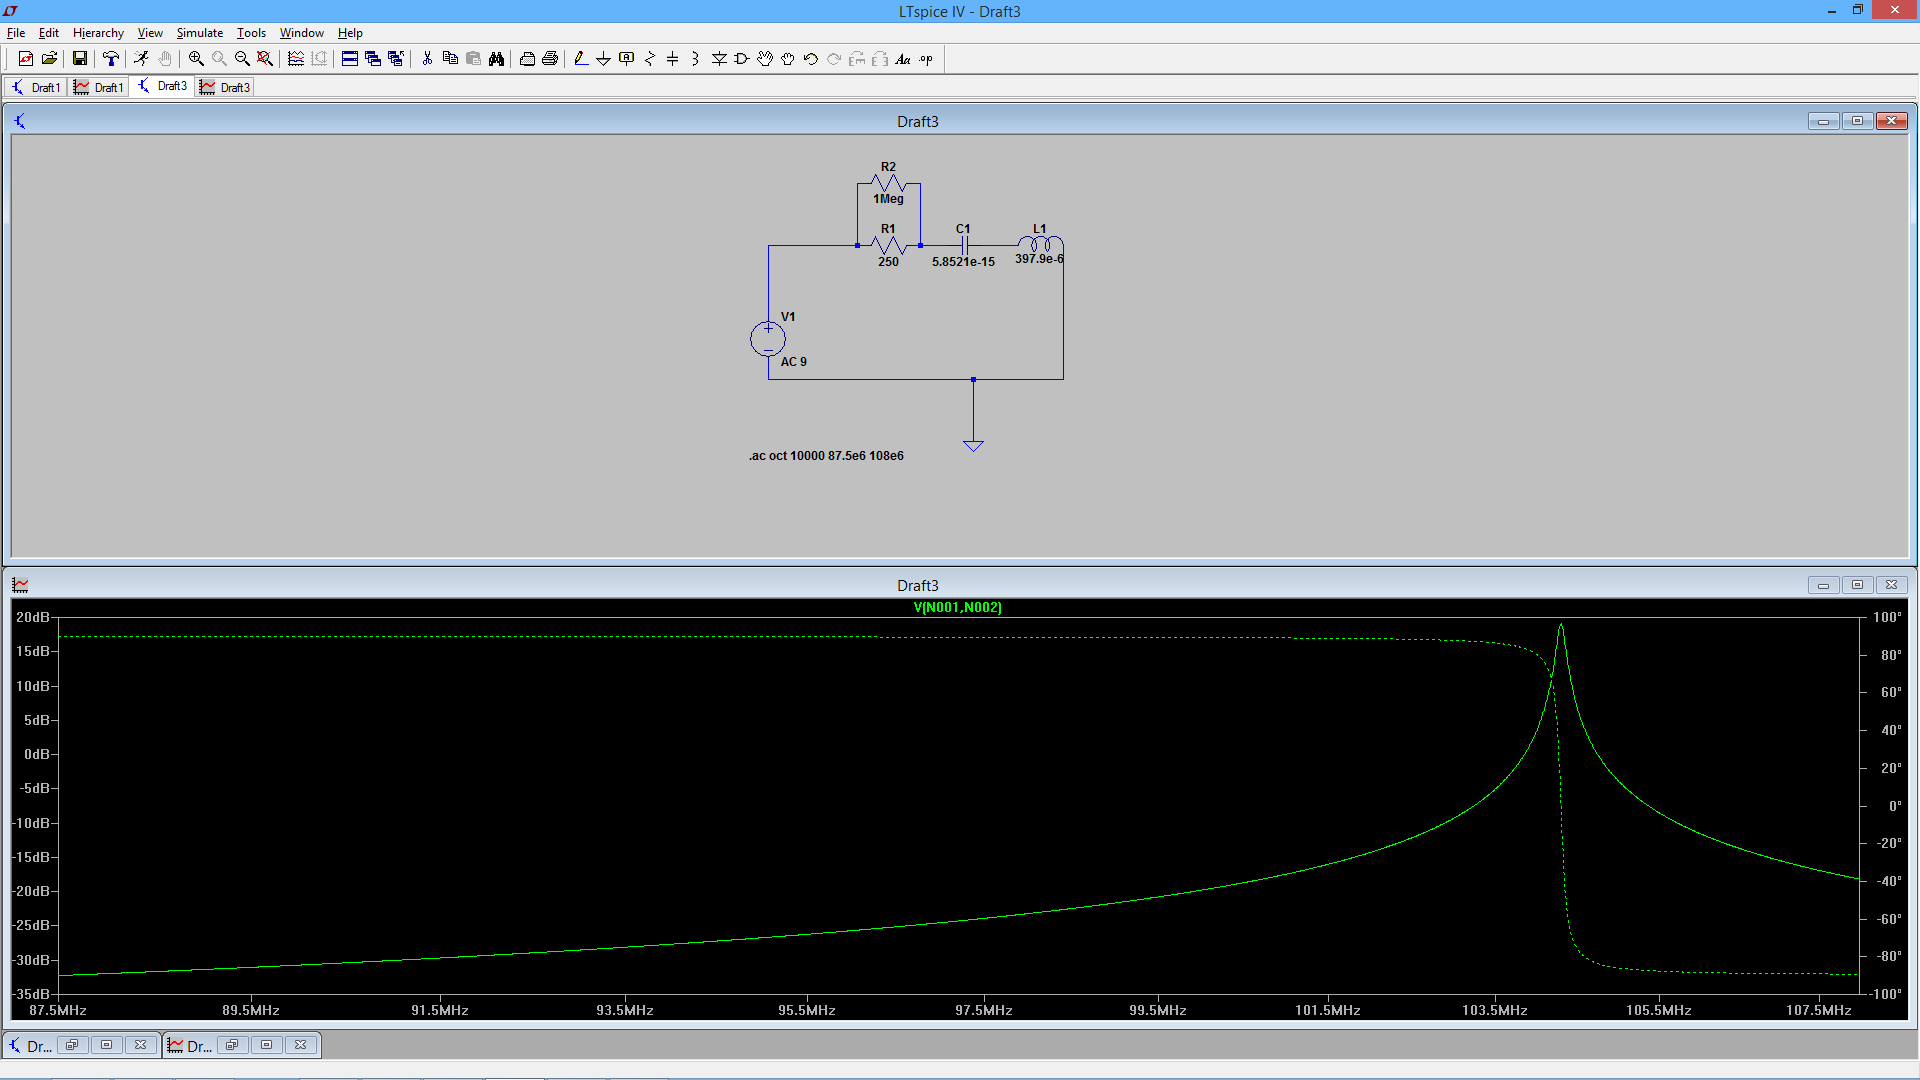 LTspice IV - Draft3
File Edit Hierarchy View Simulate Tools Window Help
Aa .op
Draft1 Draft1 Draft3 Draft3
Draft3
R2
1Meg
R1 C1 L1
250 5.8521e-15 397.9e-6
V1
AC 9
.ac oct 10000 87.5e6 108e6
Draft3
V(N001,N002)
20dB 100°
15dB 80°
10dB 60°
5dB 40°
0dB 20°
-5dB 0°
-10dB -20°
-15dB -40°
-20dB -60°
-25dB -80°
-30dB -100°
-35dB
87.5MHz 89.5MHz 91.5MHz 93.5MHz 95.5MHz 97.5MHz 99.5MHz 101.5MHz 103.5MHz 105.5MHz 107.5MHz
Dr... Dr...